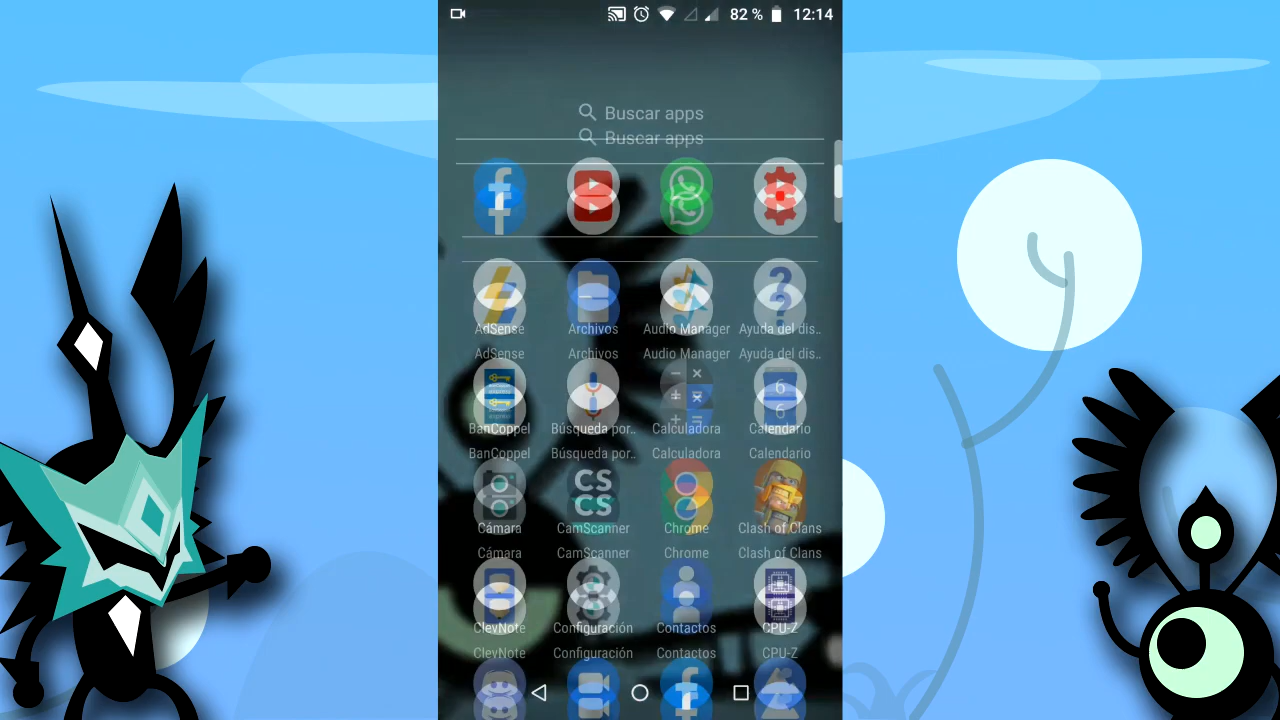 82 % 12:14
Buscar apps
Buscar apps
AdSense Archivos Audio Manager Ayuda del dis..
AdSense Archivos Audio Manager Ayuda del dis..
6
6
BanCoppel Búsqueda por.. Calculadora Calendario
BanCoppel Búsqueda por.. Calculadora Calendario
CS
CS
Cámara CamScanner Chrome Clash of Clans
Cámara CamScanner Chrome Clash of Clans
ClevNote Configuración Contactos CPU-Z
ClevNote Configuración Contactos CPU-Z